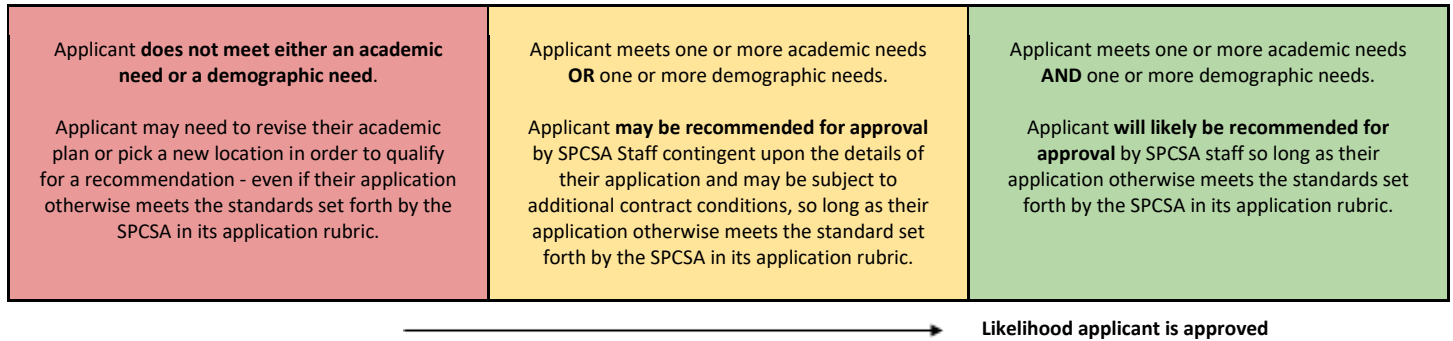 Applicant does not meet either an academic
need or a demographic need.
Applicant may need to revise their academic
plan or pick a new location in order to qualify
for a recommendation - even if their application
otherwise meets the standards set forth by the
SPCSA in its application rubric.
Applicant meets one or more academic needs
OR one or more demographic needs.
Applicant may be recommended for approval
by SPCSA Staff contingent upon the details of
their application and may be subject to
additional contract conditions, so long as their
application otherwise meets the standard set
forth by the SPCSA in its application rubric.
Applicant meets one or more academic needs
AND one or more demographic needs.
Applicant will likely be recommended for
approval by SPCSA staff so long as their
application otherwise meets the standards set
forth by the SPCSA in its application rubric.
Likelihood applicant is approved